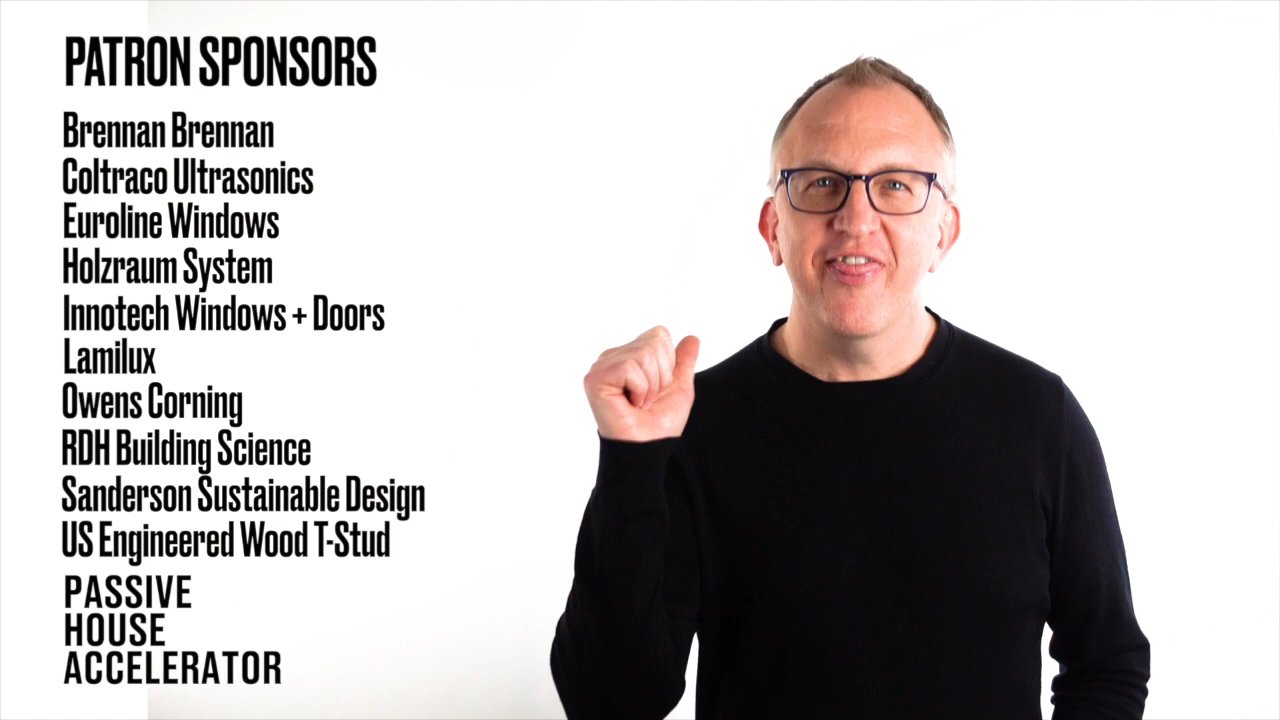 PATRON SPONSORS
Brennan Brennan
Coltraco Ultrasonics
Euroline Windows
Holzraum System
Innotech Windows + Doors
Lamilux
Owens Corning
RDH Building Science
Sanderson Sustainable Design
US Engineered Wood T-Stud
PASSIVE
HOUSE
ACCELERATOR